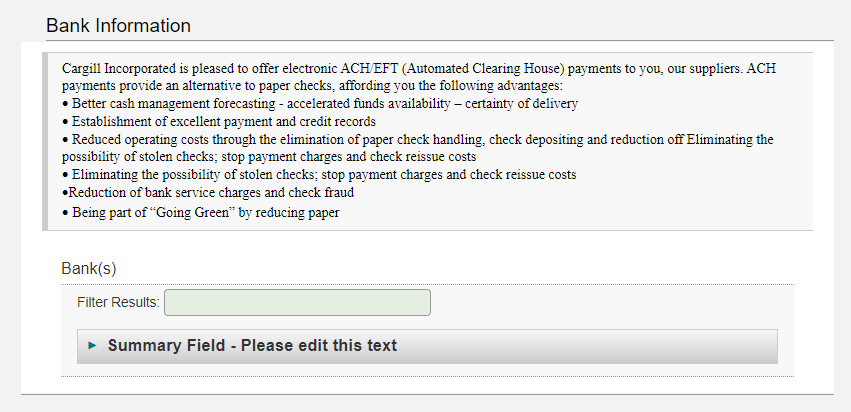 Bank Information
Cargill Incorporated is pleased to offer electronic ACH/EFT (Automated Clearing House) payments to you, our suppliers. ACH
payments provide an alternative to paper checks, affording you the following advantages:
• Better cash management forecasting - accelerated funds availability – certainty of delivery
• Establishment of excellent payment and credit records
• Reduced operating costs through the elimination of paper check handling, check depositing and reduction off Eliminating the
possibility of stolen checks; stop payment charges and check reissue costs
• Eliminating the possibility of stolen checks; stop payment charges and check reissue costs
•Reduction of bank service charges and check fraud
• Being part of “Going Green” by reducing paper
Bank(s)
Filter Results:
Summary Field - Please edit this text